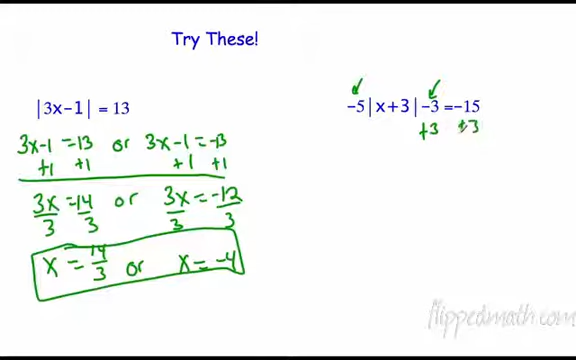 Try These!
|3x-1| = 13
3x-1 =13 or 3x-1 =-13
+1 +1 +1 +1
3x =14 or 3x =-12
3 3 3 3
x = 14/3 or x = -4
-5|x+3|-3=-15
+3 +3
flippedmath.com